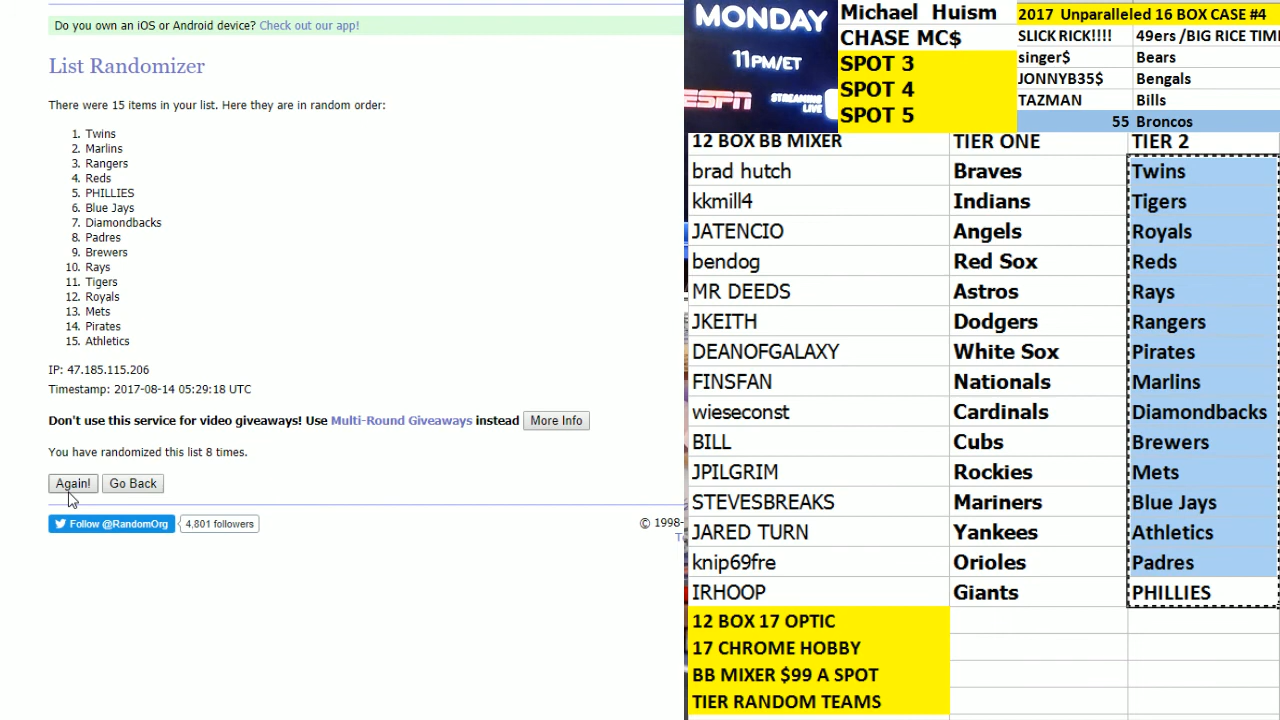 Do you own an iOS or Android device? Check out our app!
List Randomizer
There were 15 items in your list. Here they are in random order:
1. Twins
2. Marlins
3. Rangers
4. Reds
5. PHILLIES
6. Blue Jays
7. Diamondbacks
8. Padres
9. Brewers
10. Rays
11. Tigers
12. Royals
13. Mets
14. Pirates
15. Athletics
IP: 47.185.115.206
Timestamp: 2017-08-14 05:29:18 UTC
Don't use this service for video giveaways! Use Multi-Round Giveaways instead More Info
You have randomized this list 8 times.
Again! Go Back
Follow @RandomOrg 4,801 followers
© 1998-
MONDAY
11PM/ET
ESPN STREAMING LIVE
Michael Huism
CHASE MC$
SPOT 3
SPOT 4
SPOT 5
2017 Unparalleled 16 BOX CASE #4
SLICK RICK!!!! 49ers /BIG RICE TIM
singer$ Bears
JONNYB35$ Bengals
TAZMAN Bills
55 Broncos
12 BOX BB MIXER TIER ONE TIER 2
brad hutch Braves Twins
kkmill4 Indians Tigers
JATENCIO Angels Royals
bendog Red Sox Reds
MR DEEDS Astros Rays
JKEITH Dodgers Rangers
DEANOFGALAXY White Sox Pirates
FINSFAN Nationals Marlins
wieseconst Cardinals Diamondbacks
BILL Cubs Brewers
JPILGRIM Rockies Mets
STEVESBREAKS Mariners Blue Jays
JARED TURN Yankees Athletics
knip69fre Orioles Padres
IRHOOP Giants PHILLIES
12 BOX 17 OPTIC
17 CHROME HOBBY
BB MIXER $99 A SPOT
TIER RANDOM TEAMS